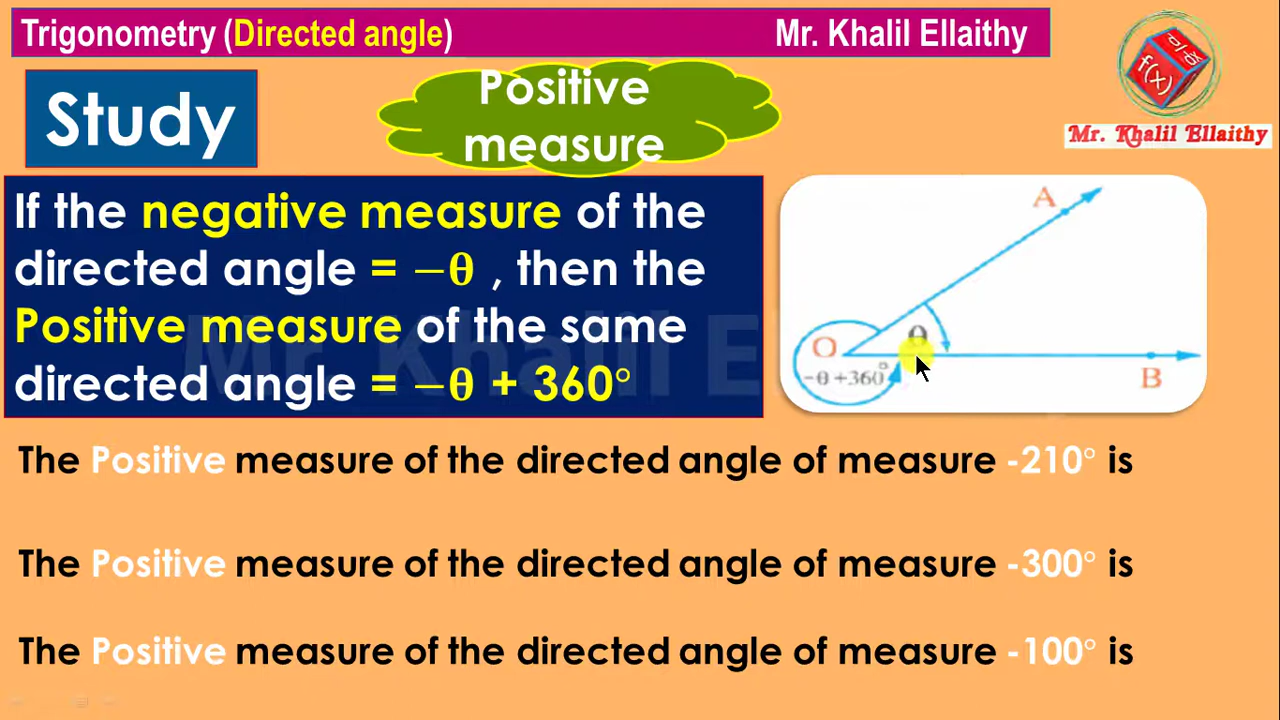 Trigonometry (Directed angle) Mr. Khalil Ellaithy
f(x)
Mr. Khalil Ellaithy
Study
Positive
measure
If the negative measure of the
directed angle = −θ , then the
Positive measure of the same
directed angle = −θ + 360°
A
θ
O
-θ +360°
B
The Positive measure of the directed angle of measure -210° is
The Positive measure of the directed angle of measure -300° is
The Positive measure of the directed angle of measure -100° is